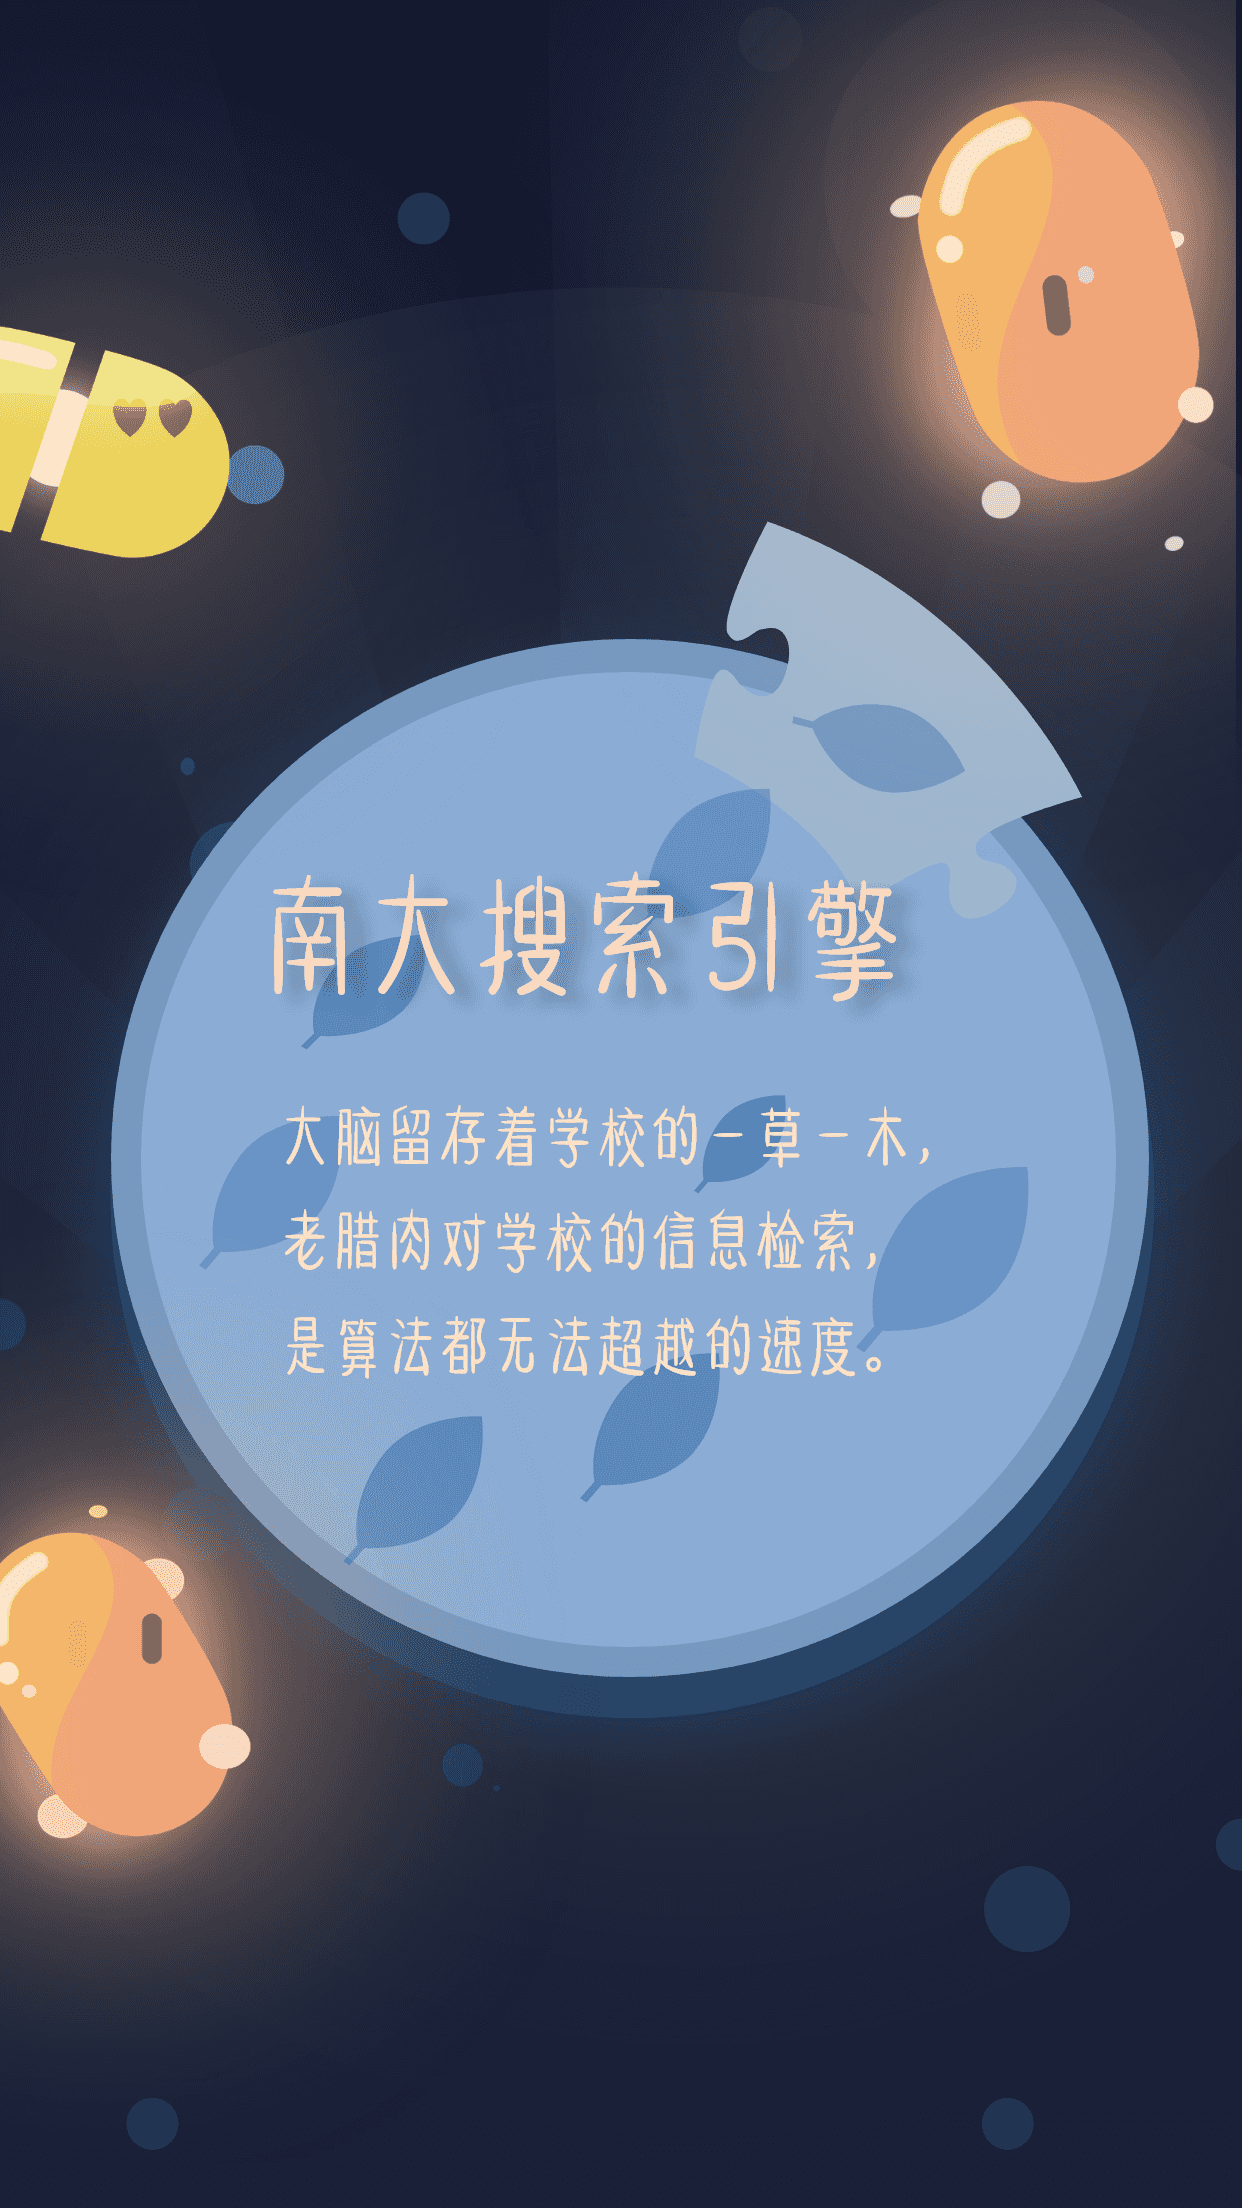 南大搜索引擎
大脑留存着学校的一草一木，
老腊肉对学校的信息检索，
是算法都无法超越的速度。